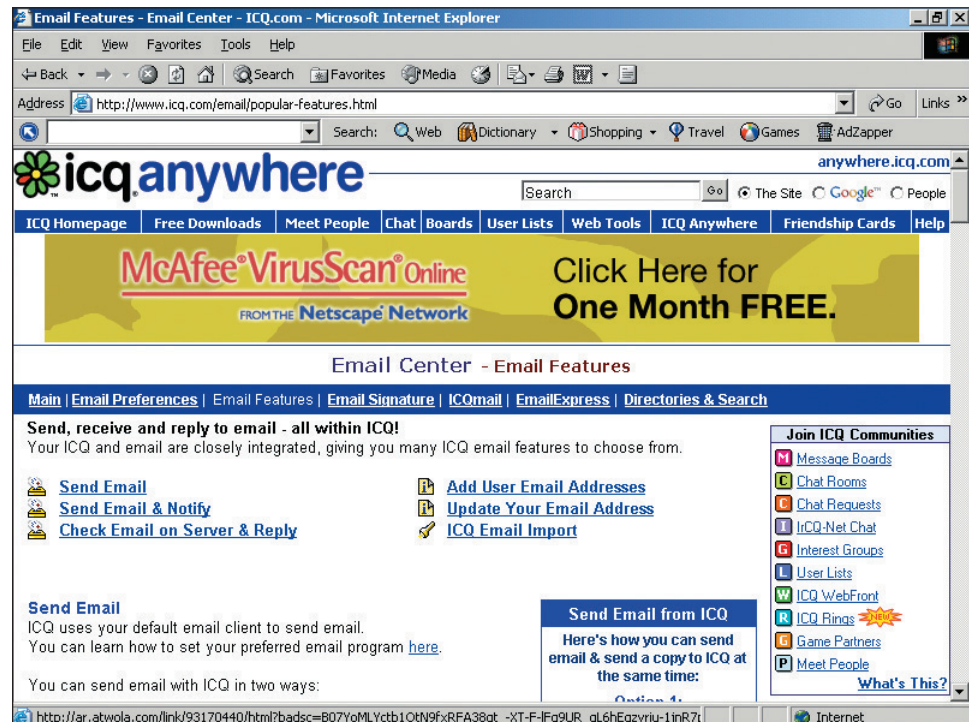 Email Features - Email Center - ICQ.com - Microsoft Internet Explorer
File Edit View Favorites Tools Help
Back Search Favorites Media
Address http://www.icq.com/email/popular-features.html Go Links »
Search: Web Dictionary Shopping Travel Games AdZapper
icq anywhere
anywhere.icq.com
Search Go The Site Google™ People
ICQ Homepage Free Downloads Meet People Chat Boards User Lists Web Tools ICQ Anywhere Friendship Cards Help
McAfee® VirusScan® Online
FROM THE Netscape® Network
Click Here for
One Month FREE.
Email Center - Email Features
Main | Email Preferences | Email Features | Email Signature | ICQmail | EmailExpress | Directories & Search
Send, receive and reply to email - all within ICQ!
Your ICQ and email are closely integrated, giving you many ICQ email features to choose from.
Send Email
Send Email & Notify
Check Email on Server & Reply
Add User Email Addresses
Update Your Email Address
ICQ Email Import
Join ICQ Communities
M Message Boards
C Chat Rooms
C Chat Requests
I IrCQ-Net Chat
G Interest Groups
L User Lists
W ICQ WebFront
R ICQ Rings NEW
G Game Partners
P Meet People
What's This?
Send Email
ICQ uses your default email client to send email.
You can learn how to set your preferred email program here.
You can send email with ICQ in two ways:
Send Email from ICQ
Here's how you can send
email & send a copy to ICQ at
the same time:
Option 1:
Internet